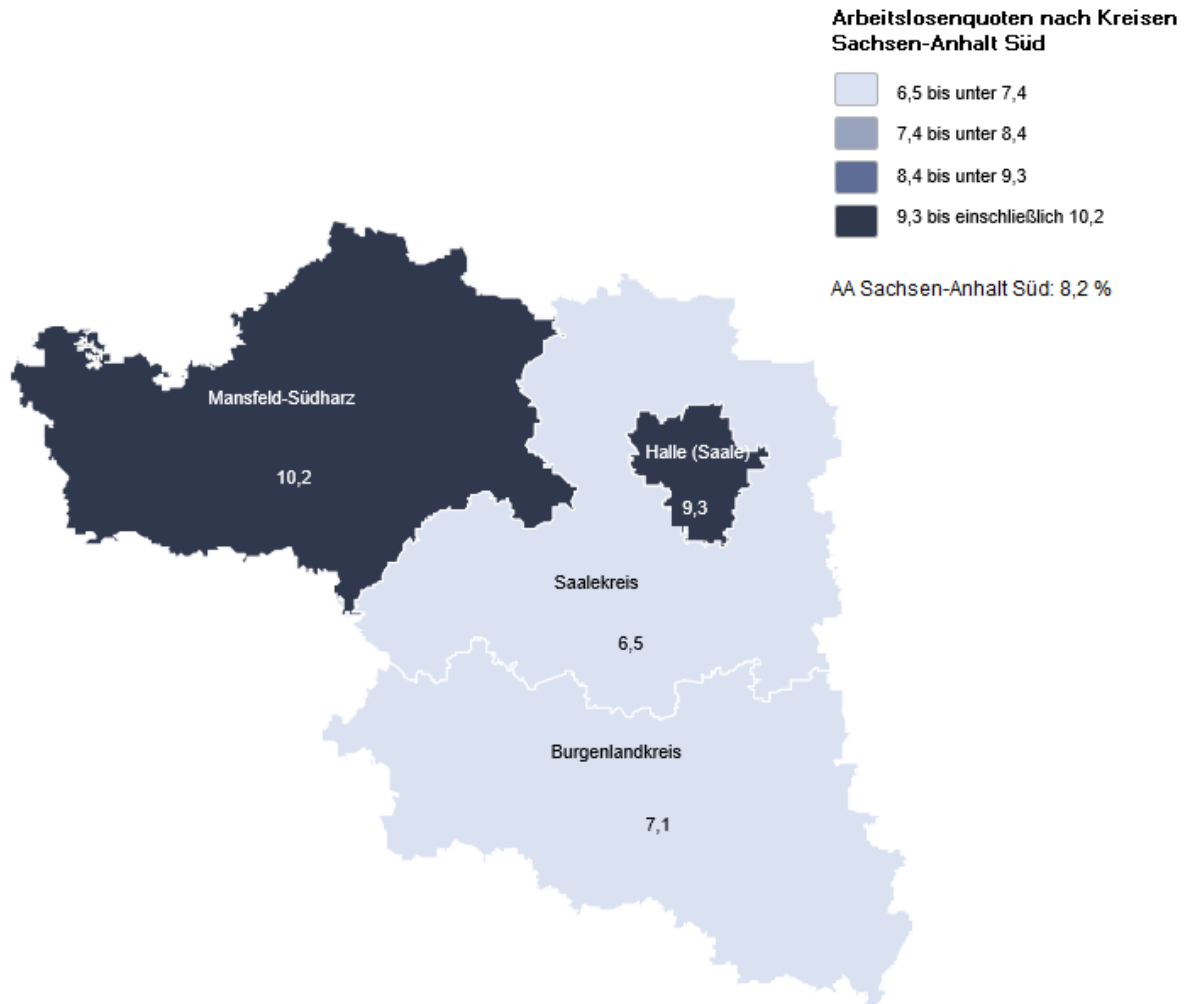 Arbeitslosenquoten nach Kreisen
Sachsen-Anhalt Süd
6,5 bis unter 7,4
7,4 bis unter 8,4
8,4 bis unter 9,3
9,3 bis einschließlich 10,2
AA Sachsen-Anhalt Süd: 8,2 %
Mansfeld-Südharz
10,2
Halle (Saale)
9,3
Saalekreis
6,5
Burgenlandkreis
7,1